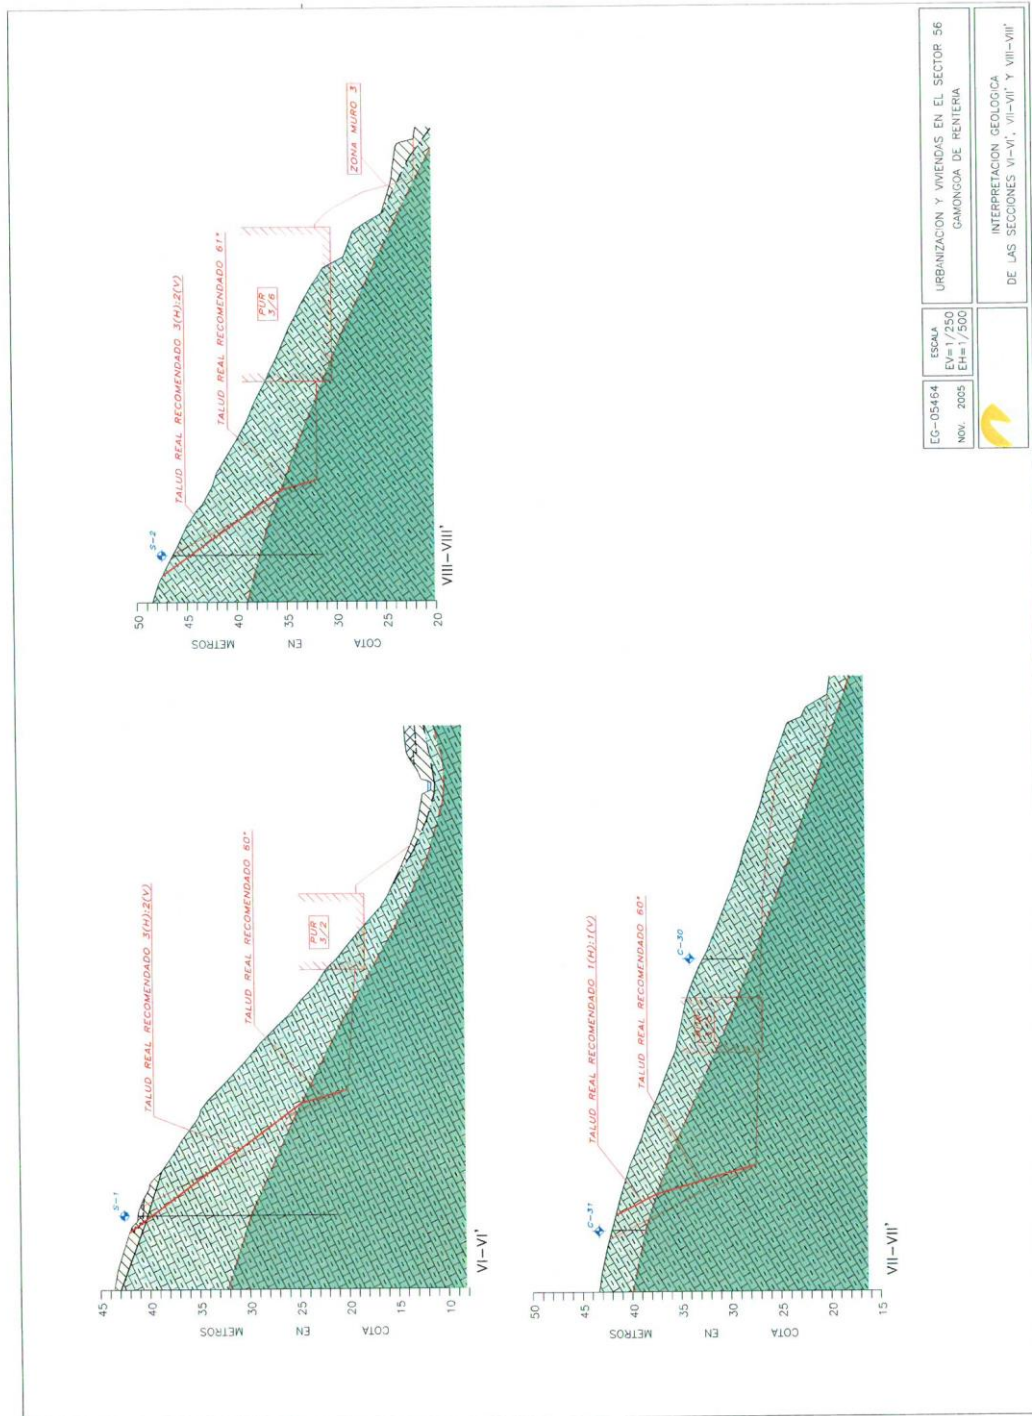 TALUD REAL RECOMENDADO 3(H):2(V)
TALUD REAL RECOMENDADO 60°
PUR
3/2
S-1
45
40
35
30
25
20
15
10
COTA EN METROS
VI-VI'
TALUD REAL RECOMENDADO 3(H):2(V)
TALUD REAL RECOMENDADO 61°
PUR
3/6
ZONA MURO 3
S-2
50
45
40
35
30
25
20
COTA EN METROS
VIII-VIII'
TALUD REAL RECOMENDADO 1(H):1(V)
TALUD REAL RECOMENDADO 60°
C-31
C-30
50
45
40
35
30
25
20
15
COTA EN METROS
VII-VII'
EG-05464
NOV. 2005
ESCALA
EV=1/250
EH=1/500
URBANIZACION Y VIVIENDAS EN EL SECTOR 56
GAMONGOA DE RENTERIA
INTERPRETACION GEOLOGICA
DE LAS SECCIONES VI-VI', VII-VII' Y VIII-VIII'